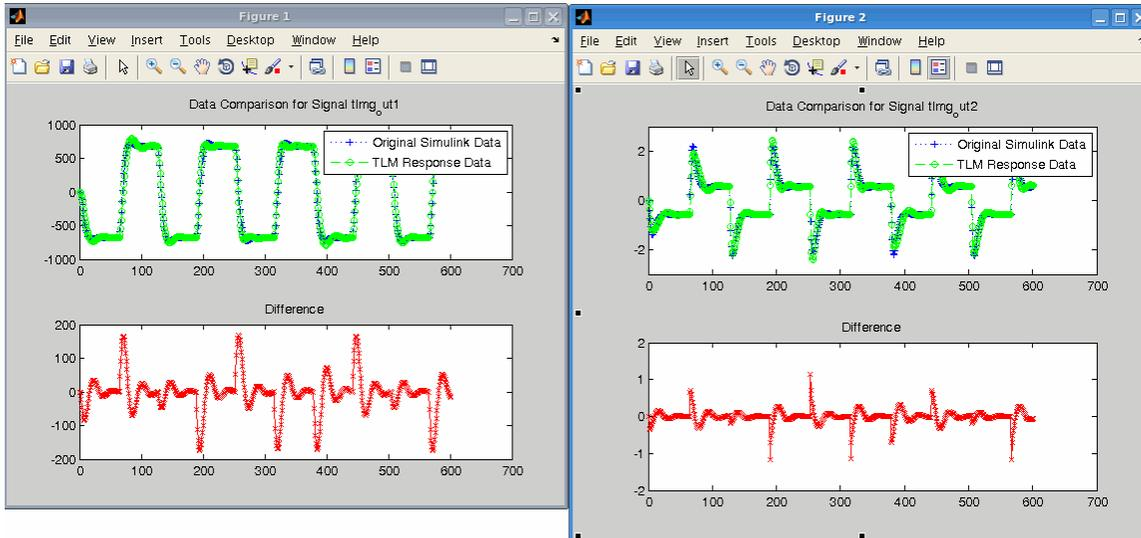 Figure 1
File Edit View Insert Tools Desktop Window Help
Data Comparison for Signal tlmg_out1
1000
500
0
-500
-1000
Original Simulink Data
TLM Response Data
0 100 200 300 400 500 600 700
Difference
200
100
0
-100
-200
0 100 200 300 400 500 600 700
Figure 2
File Edit View Insert Tools Desktop Window Help
Data Comparison for Signal tlmg_out2
2
0
-2
Original Simulink Data
TLM Response Data
0 100 200 300 400 500 600 700
Difference
2
1
0
-1
-2
0 100 200 300 400 500 600 700